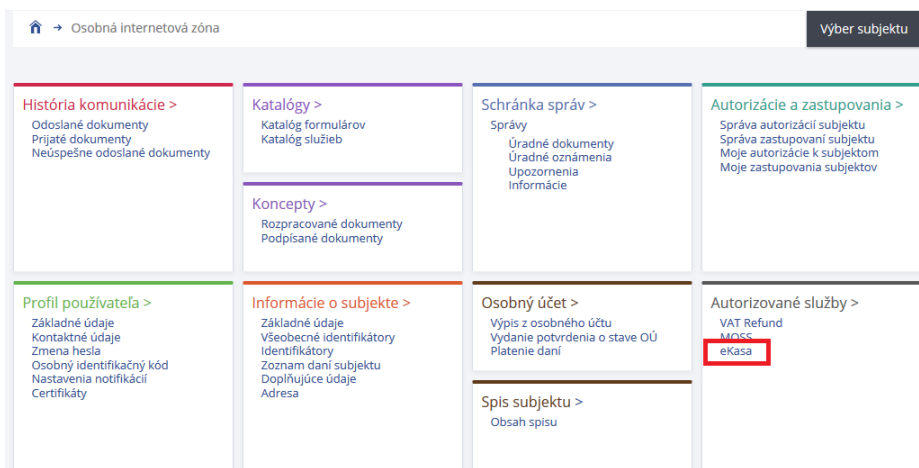 → Osobná internetová zóna
Výber subjektu
História komunikácie >
Odoslané dokumenty
Prijaté dokumenty
Neúspešne odoslané dokumenty
Katalógy >
Katalóg formulárov
Katalóg služieb
Koncepty >
Rozpracované dokumenty
Podpísané dokumenty
Schránka správ >
Správy
Úradné dokumenty
Úradné oznámenia
Upozornenia
Informácie
Autorizácie a zastupovania >
Správa autorizácií subjektu
Správa zastupovaní subjektu
Moje autorizácie k subjektom
Moje zastupovania subjektov
Profil používateľa >
Základné údaje
Kontaktné údaje
Zmena hesla
Osobný identifikačný kód
Nastavenia notifikácií
Certifikáty
Informácie o subjekte >
Základné údaje
Všeobecné identifikátory
Identifikátory
Zoznam daní subjektu
Doplňujúce údaje
Adresa
Osobný účet >
Výpis z osobného účtu
Vydanie potvrdenia o stave OÚ
Platenie daní
Spis subjektu >
Obsah spisu
Autorizované služby >
VAT Refund
MOSS
eKasa